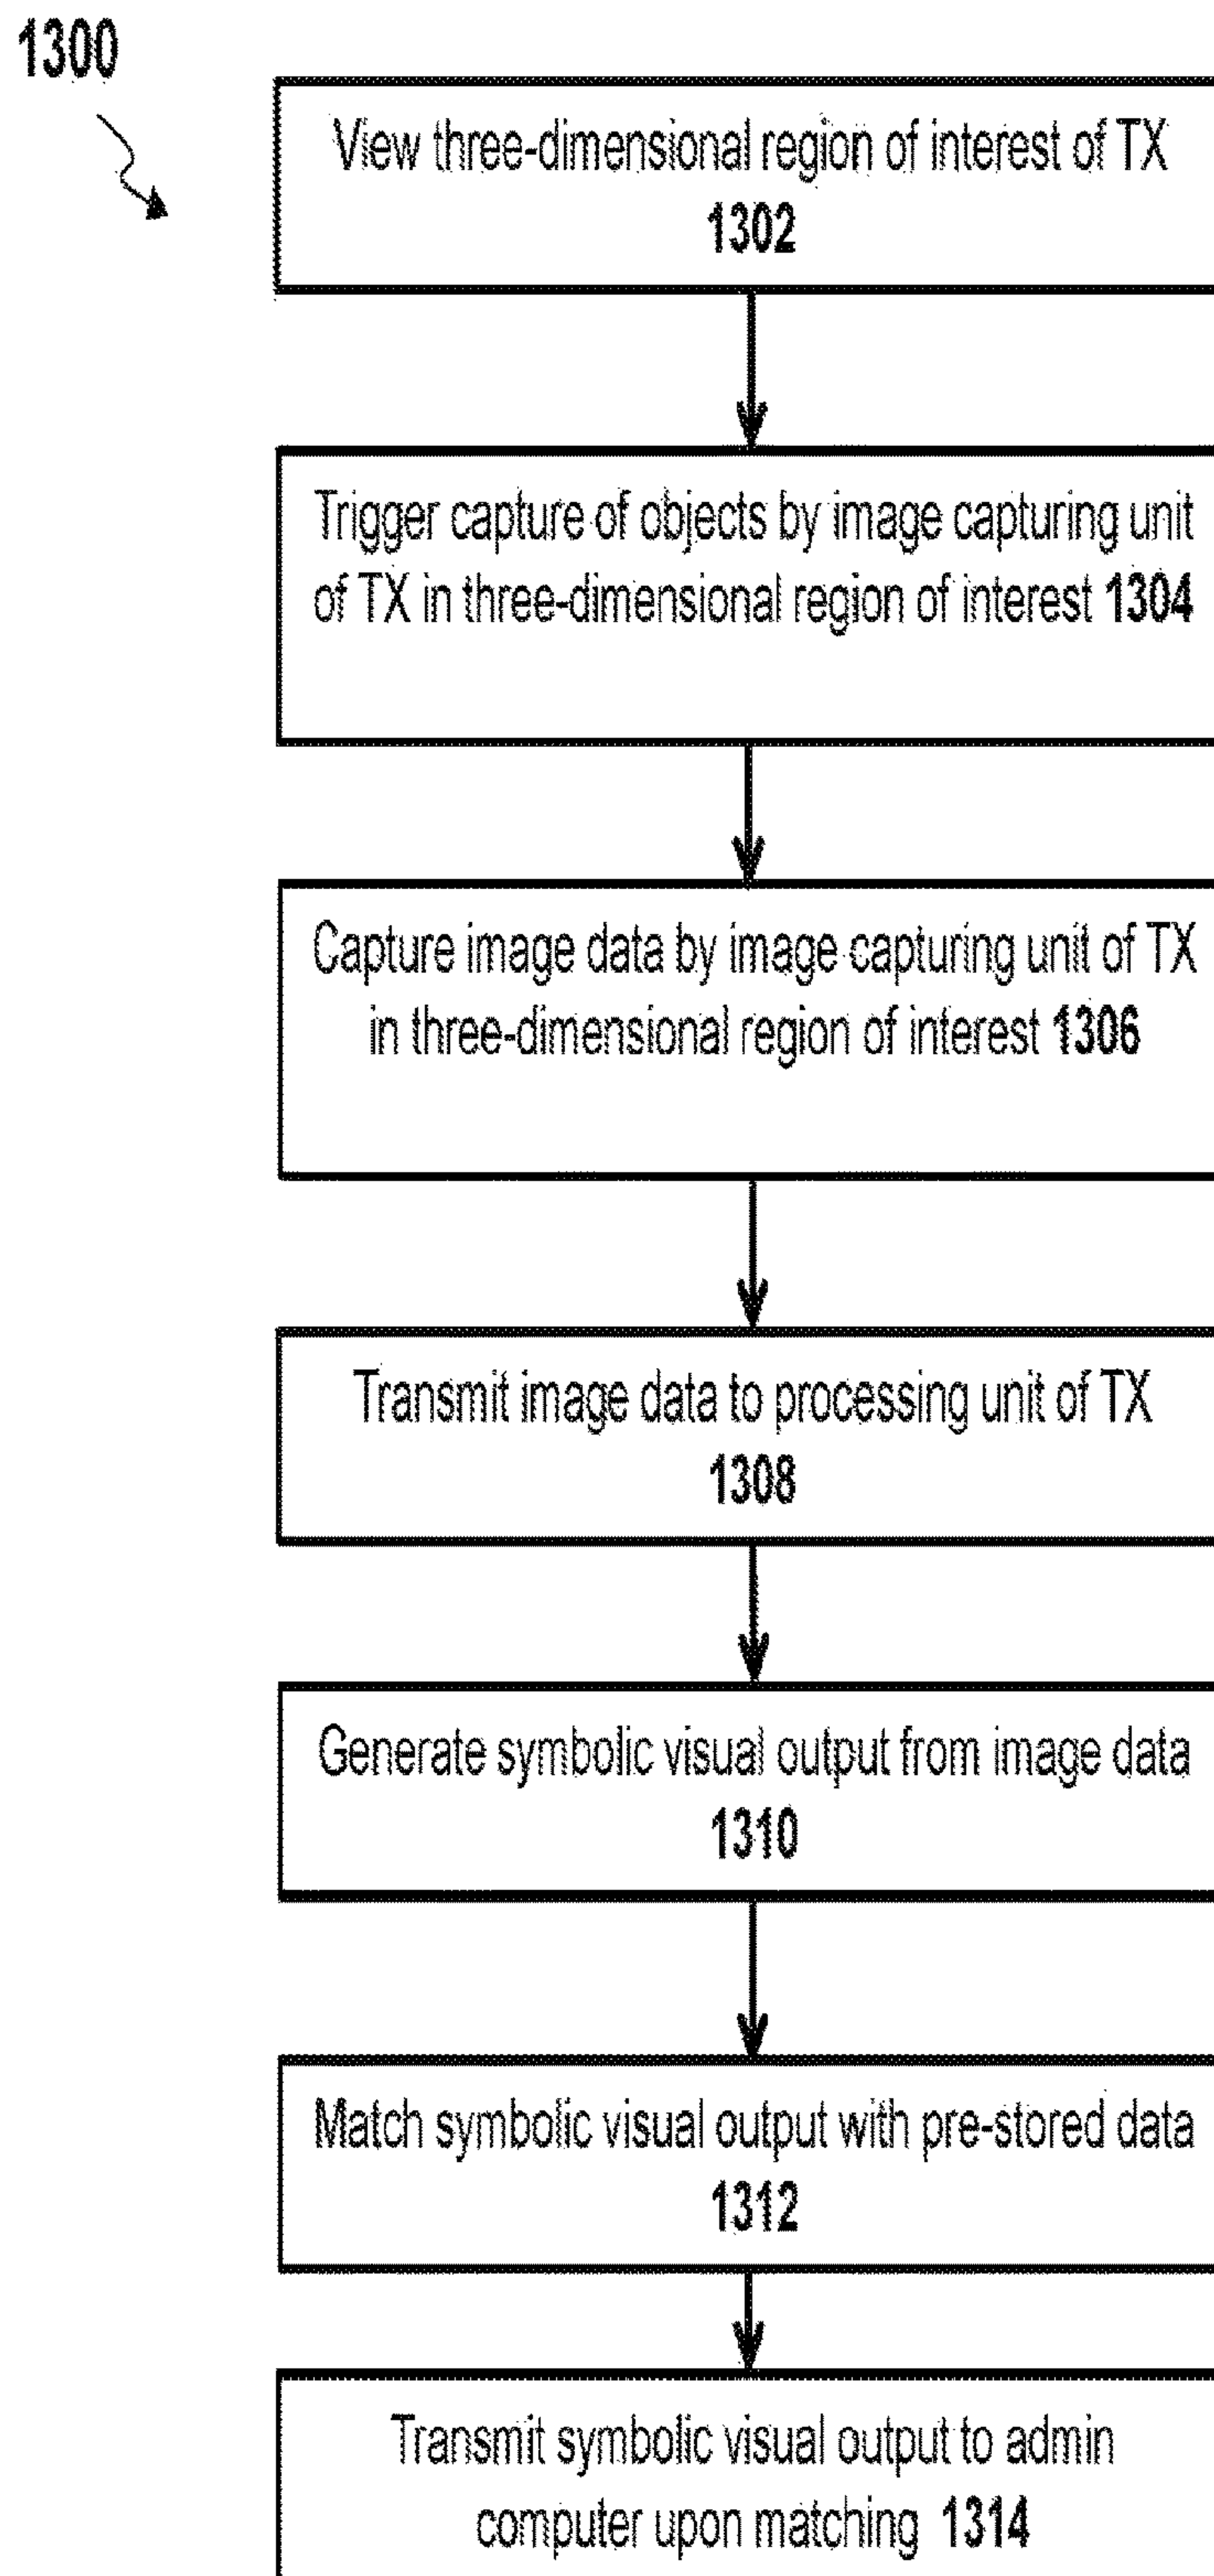 1300
View three-dimensional region of interest of TX
1302
Trigger capture of objects by image capturing unit
of TX in three-dimensional region of interest 1304
Capture image data by image capturing unit of TX
in three-dimensional region of interest 1306
Transmit image data to processing unit of TX
1308
Generate symbolic visual output from image data
1310
Match symbolic visual output with pre-stored data
1312
Transmit symbolic visual output to admin
computer upon matching 1314